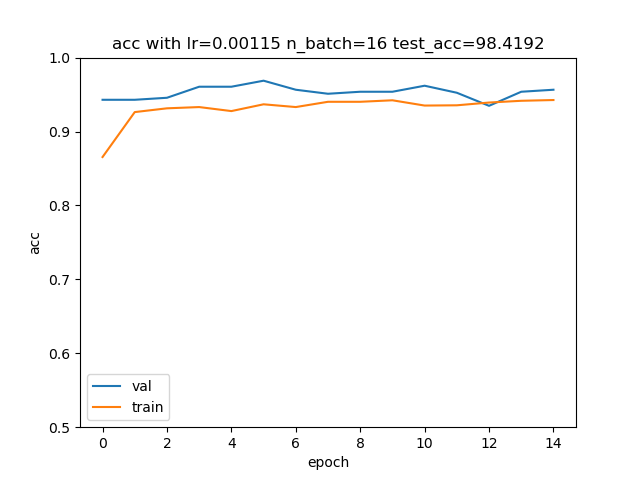 acc with lr=0.00115 n_batch=16 test_acc=98.4192
1.0
0.9
0.8
0.7
0.6
0.5
acc
val
train
0 2 4 6 8 10 12 14
epoch